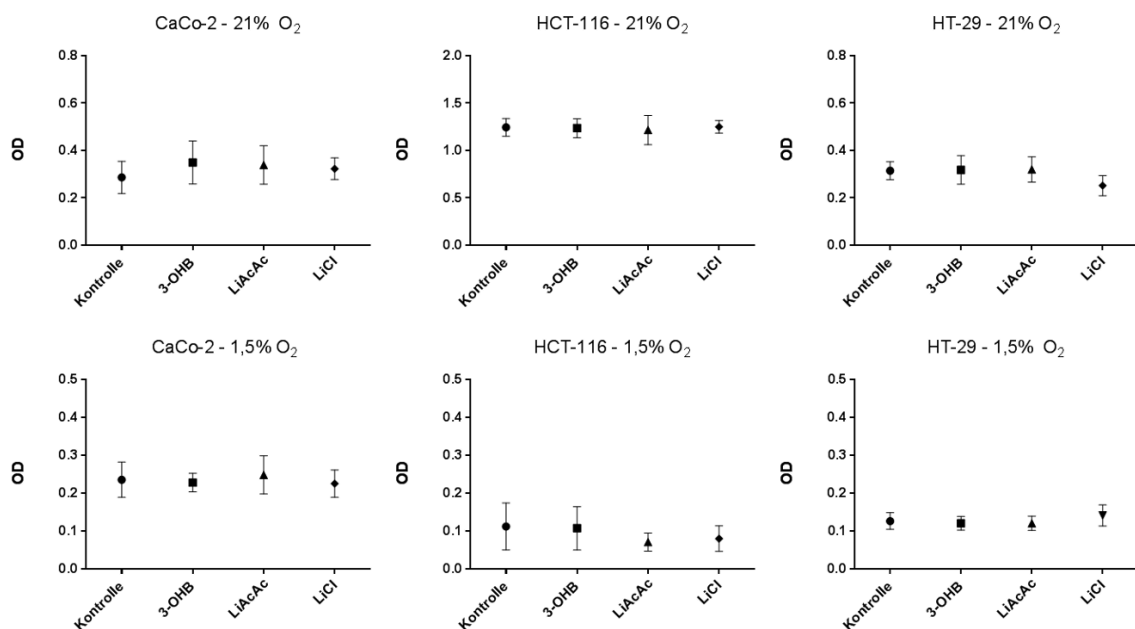 CaCo-2 - 21% O₂
OD
0.8
0.6
0.4
0.2
0.0
Kontrolle
3-OHB
LiAcAc
LiCl
HCT-116 - 21% O₂
OD
2.0
1.5
1.0
0.5
0.0
Kontrolle
3-OHB
LiAcAc
LiCl
HT-29 - 21% O₂
OD
0.8
0.6
0.4
0.2
0.0
Kontrolle
3-OHB
LiAcAc
LiCl
CaCo-2 - 1,5% O₂
OD
0.5
0.4
0.3
0.2
0.1
0.0
Kontrolle
3-OHB
LiAcAc
LiCl
HCT-116 - 1,5% O₂
OD
0.5
0.4
0.3
0.2
0.1
0.0
Kontrolle
3-OHB
LiAcAc
LiCl
HT-29 - 1,5% O₂
OD
0.5
0.4
0.3
0.2
0.1
0.0
Kontrolle
3-OHB
LiAcAc
LiCl